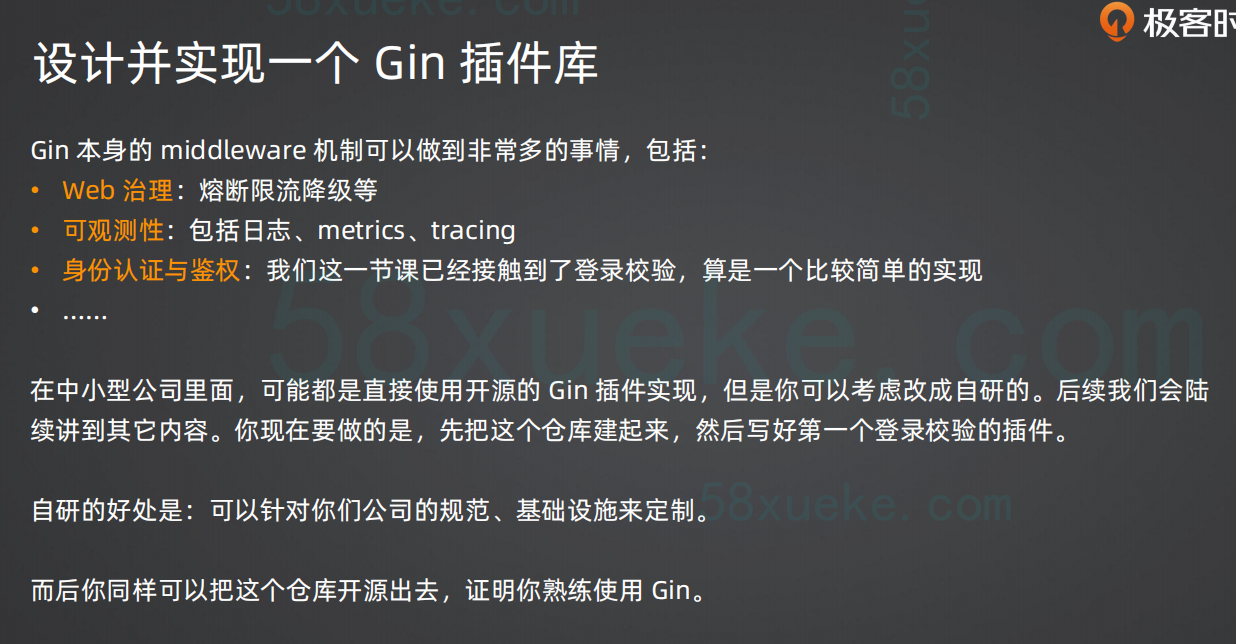 58xueke.com
极客时
设计并实现一个 Gin 插件库
58xu
Gin 本身的 middleware 机制可以做到非常多的事情，包括：
• Web 治理：熔断限流降级等
• 可观测性：包括日志、metrics、tracing
• 身份认证与鉴权：我们这一节课已经接触到了登录校验，算是一个比较简单的实现
• ......
58xueke.com
在中小型公司里面，可能都是直接使用开源的 Gin 插件实现，但是你可以考虑改成自研的。后续我们会陆
续讲到其它内容。你现在要做的是，先把这个仓库建起来，然后写好第一个登录校验的插件。
自研的好处是：可以针对你们公司的规范、基础设施来定制。
58xueke.com
而后你同样可以把这个仓库开源出去，证明你熟练使用 Gin。